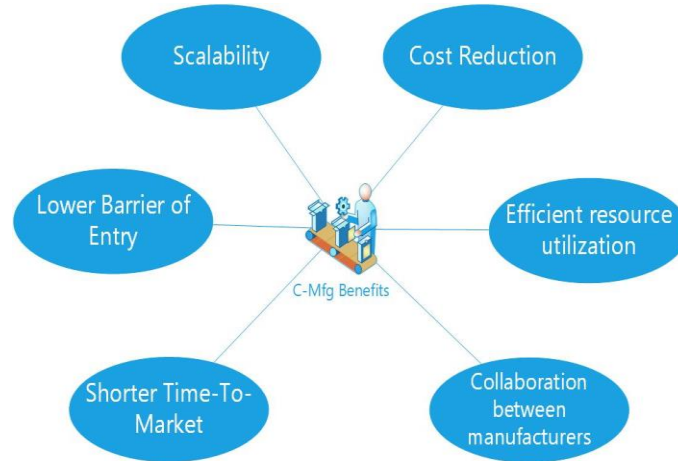 Scalability
Cost Reduction
Lower Barrier of
Entry
Efficient resource
utilization
C-Mfg Benefits
Shorter Time-To-
Market
Collaboration
between
manufacturers